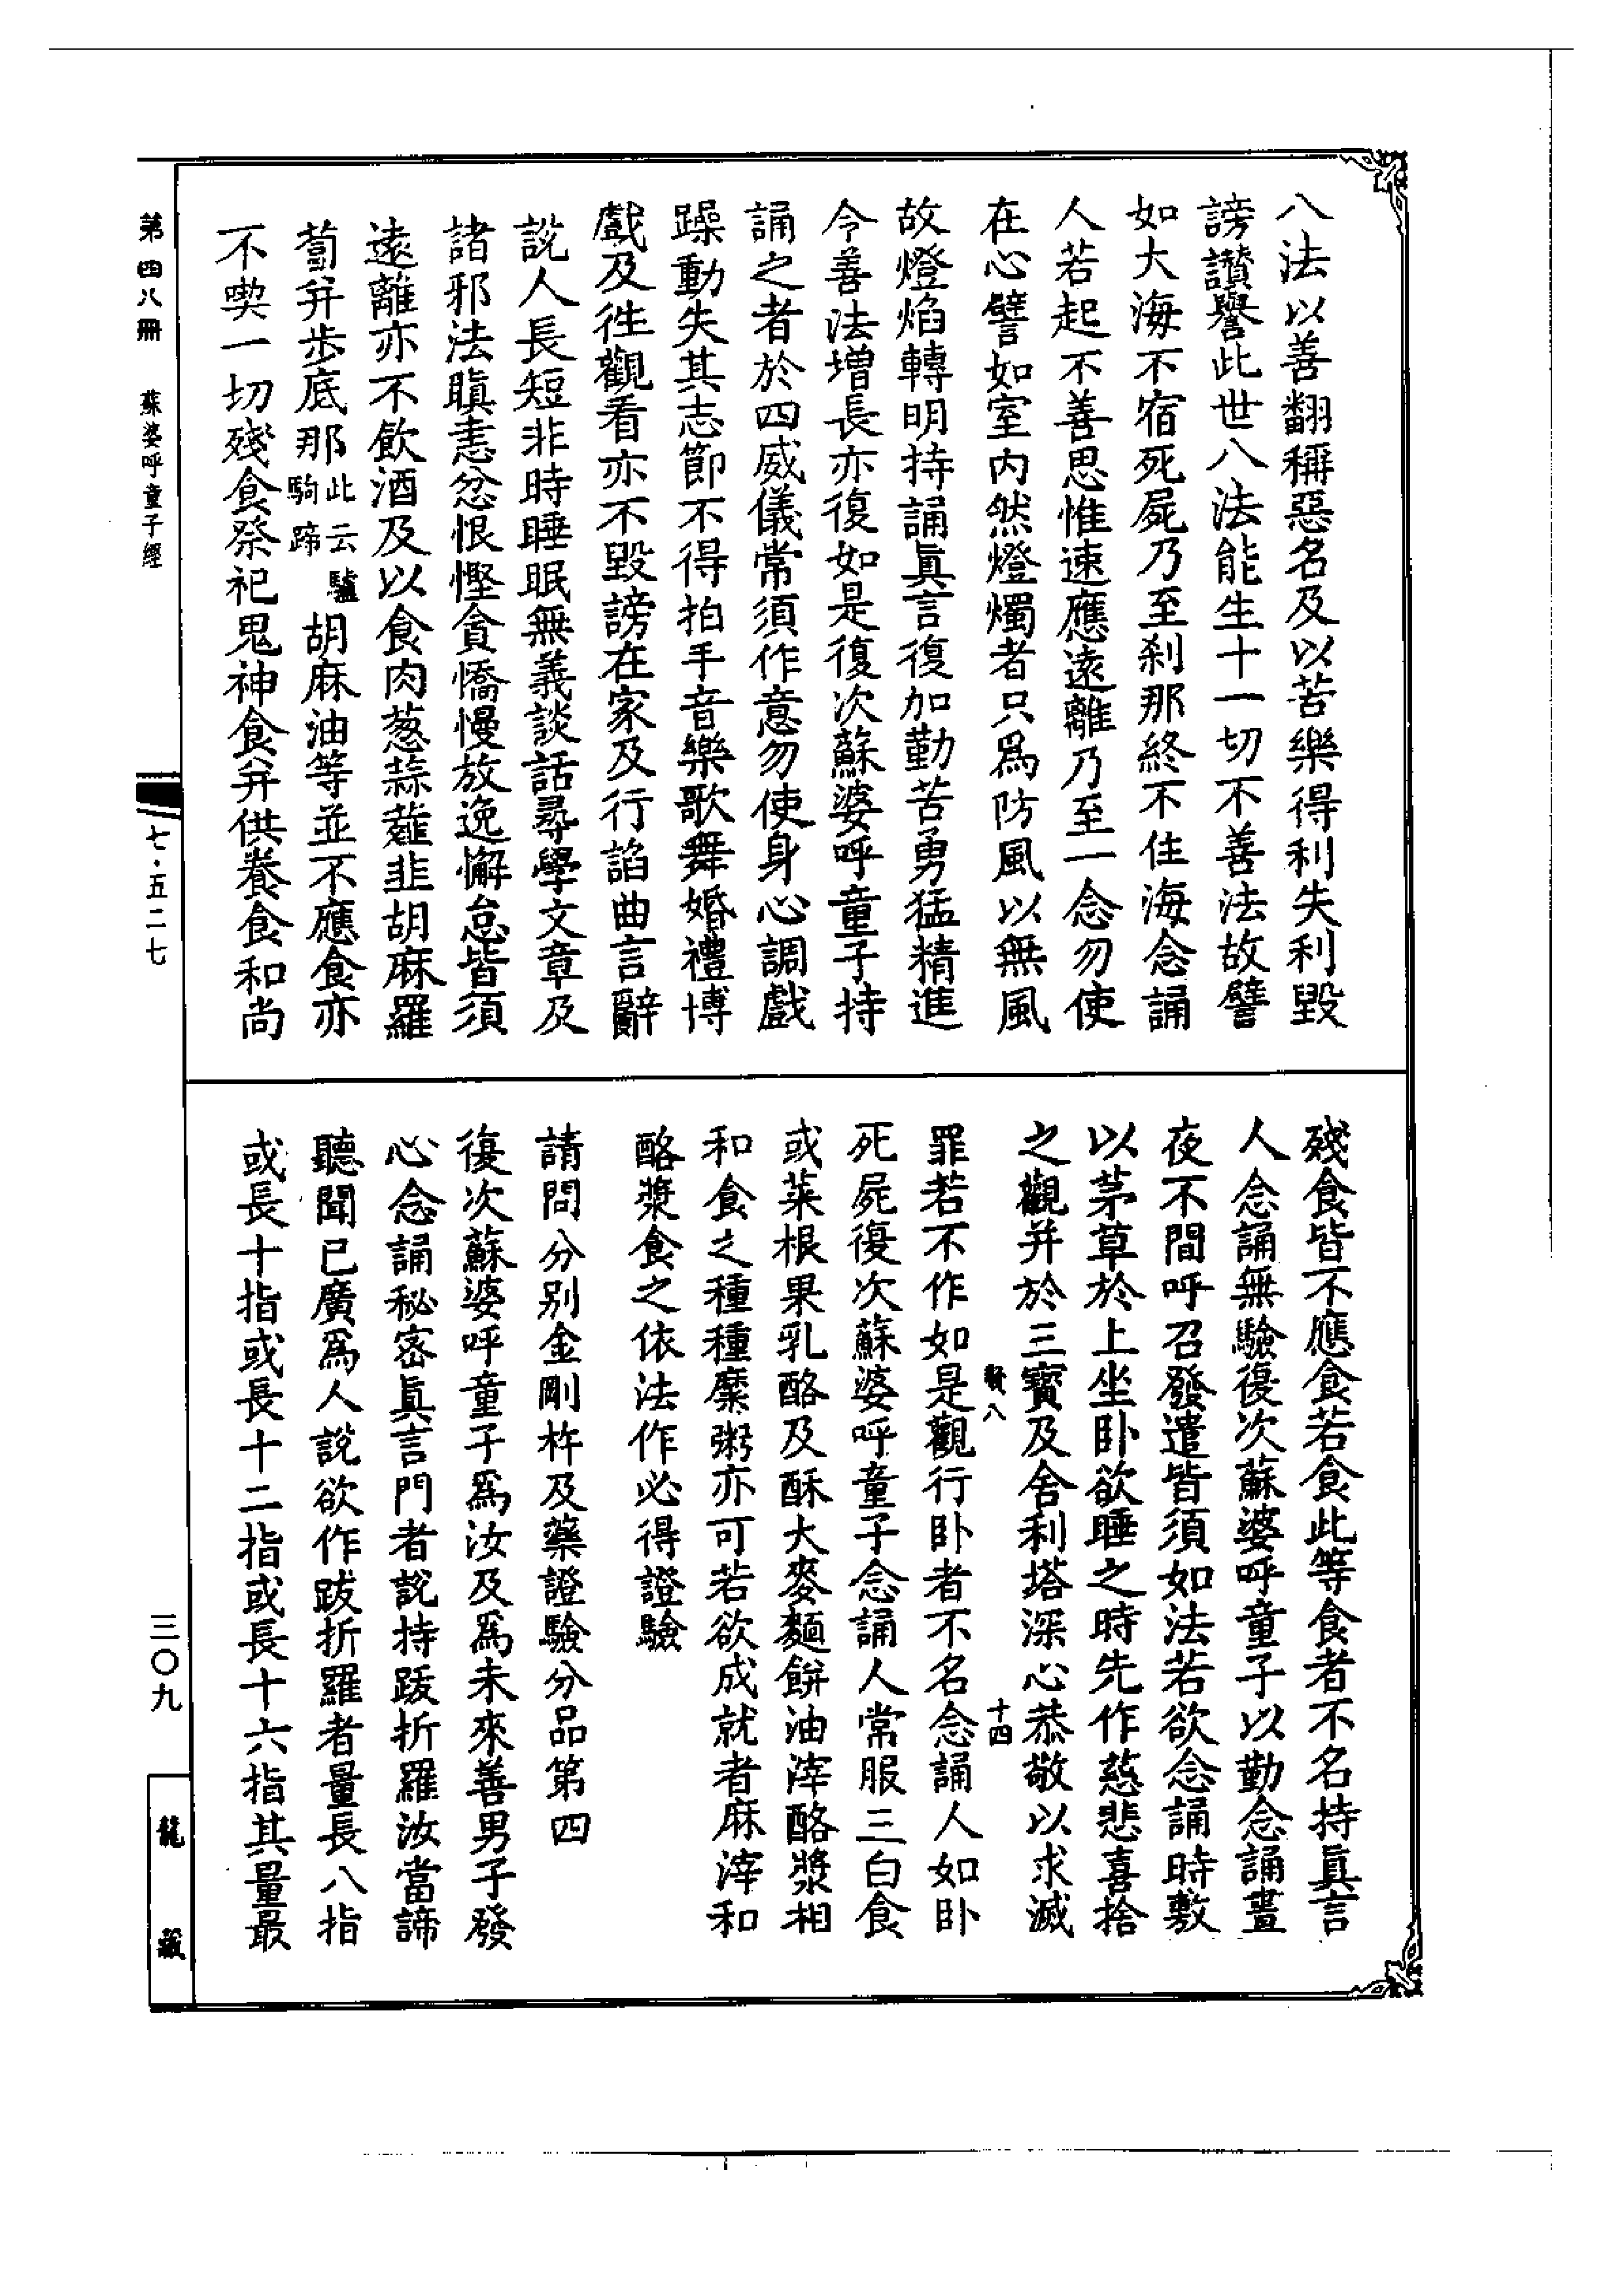 八法以善翻稱惡名及以苦樂得利失利毀
謗讚譽此世八法能生十一切不善法故譬
如大海不宿死屍乃至刹那終不住海念誦
人若起不善思惟速應遠離乃至一念勿使
在心譬如室內然燈燭者只爲防風以無風
故燈焰轉明持誦眞言復加勤苦勇猛精進
令善法增長亦復如是復次蘇婆呼童子持
誦之者於四威儀常須作意勿使身心調戲
躁動失其志節不得拍手音樂歌舞婚禮博
戲及徃觀看亦不毀謗在家及行諂曲言辭
說人長短非時睡眠無義談話尋學文章及
諸邪法瞋恚忿恨慳貪憍慢放逸懈怠皆須
遠離亦不飲酒及以食肉葱蒜薤韭胡麻羅
蔔并步底那此云驢駒蹄胡麻油等並不應食亦
不喫一切殘食祭祀鬼神食并供養食和尚
殘食皆不應食若食此等食者不名持眞言
人念誦無驗復次蘇婆呼童子以勤念誦晝
夜不間呼召發遣皆須如法若欲念誦時敷
以茅草於上坐卧欲睡之時先作慈悲喜捨
之觀并於三寶及舍利塔深心恭敬以求滅
八
十四
罪若不作如是觀行卧者不名念誦人如卧
死屍復次蘇婆呼童子念誦人常服三白食
或菜根果乳酪及酥大麥麵餅油滓酪漿相
和食之種種糜粥亦可若欲成就者麻滓和
酪漿食之依法作必得證驗
請問分别金剛杵及藥證驗分品第四
復次蘇婆呼童子爲汝及爲未來善男子發
心念誦秘密眞言門者說持跋折羅汝當諦
聽聞已廣爲人說欲作跋折羅者量長八指
或長十指或長十二指或長十六指其量最
第四八冊 蘇婆呼童子經
七·五二七
三〇九
龍藏